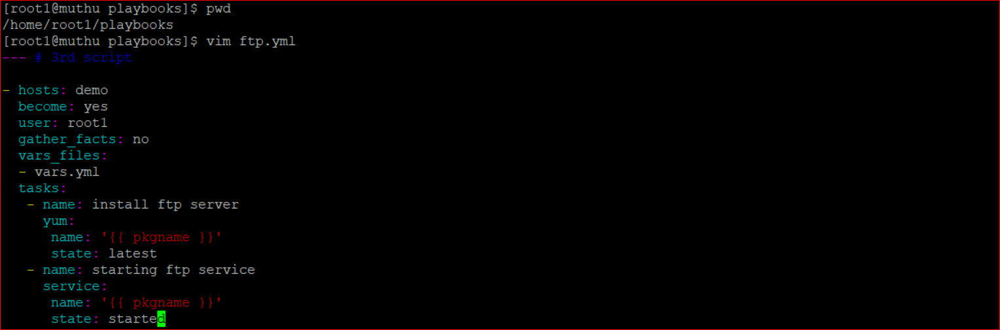 [root1@muthu playbooks]$ pwd
/home/root1/playbooks
[root1@muthu playbooks]$ vim ftp.yml
--- # 3rd script
- hosts: demo
  become: yes
  user: root1
  gather_facts: no
  vars_files:
  - vars.yml
  tasks:
   - name: install ftp server
     yum:
      name: '{{ pkgname }}'
      state: latest
   - name: starting ftp service
     service:
      name: '{{ pkgname }}'
      state: started